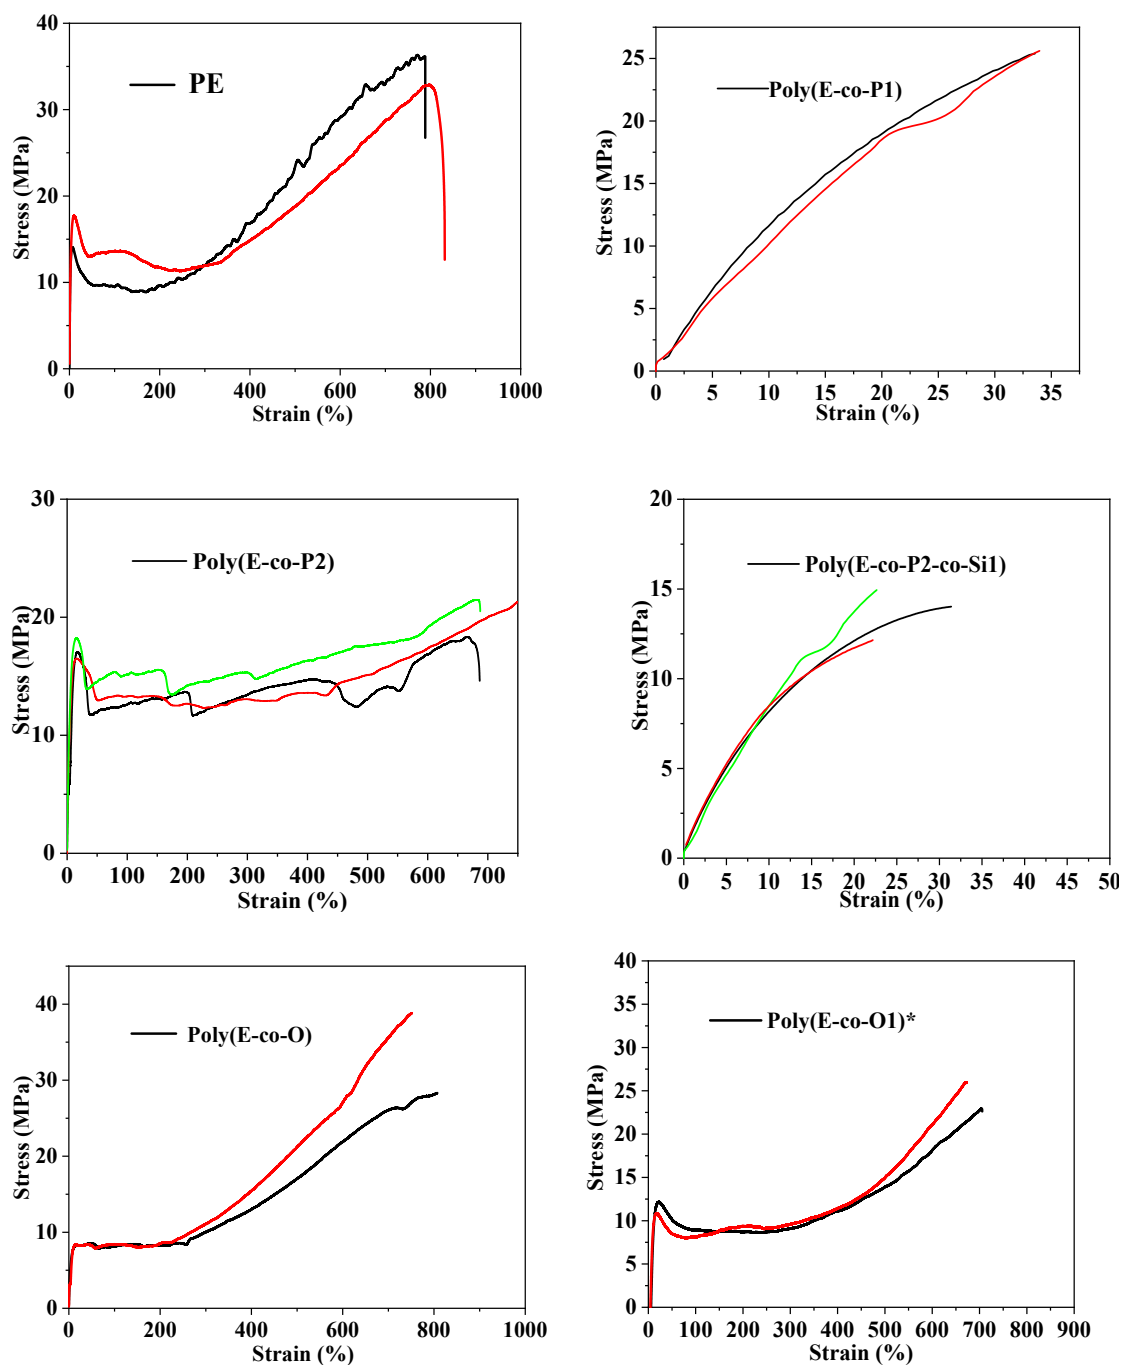 PE
Stress (MPa)
40
30
20
10
0
0 200 400 600 800 1000
Strain (%)
Poly(E-co-P1)
Stress (MPa)
25
20
15
10
5
0
0 5 10 15 20 25 30 35
Strain (%)
Poly(E-co-P2)
Stress (MPa)
30
20
10
0
0 100 200 300 400 500 600 700
Strain (%)
Poly(E-co-P2-co-Si1)
Stress (MPa)
20
15
10
5
0
0 5 10 15 20 25 30 35 40 45 50
Strain (%)
Poly(E-co-O)
Stress (MPa)
40
30
20
10
0
0 200 400 600 800 1000
Strain (%)
Poly(E-co-O1)*
Stress (MPa)
40
35
30
25
20
15
10
5
0
0 100 200 300 400 500 600 700 800 900
Strain (%)